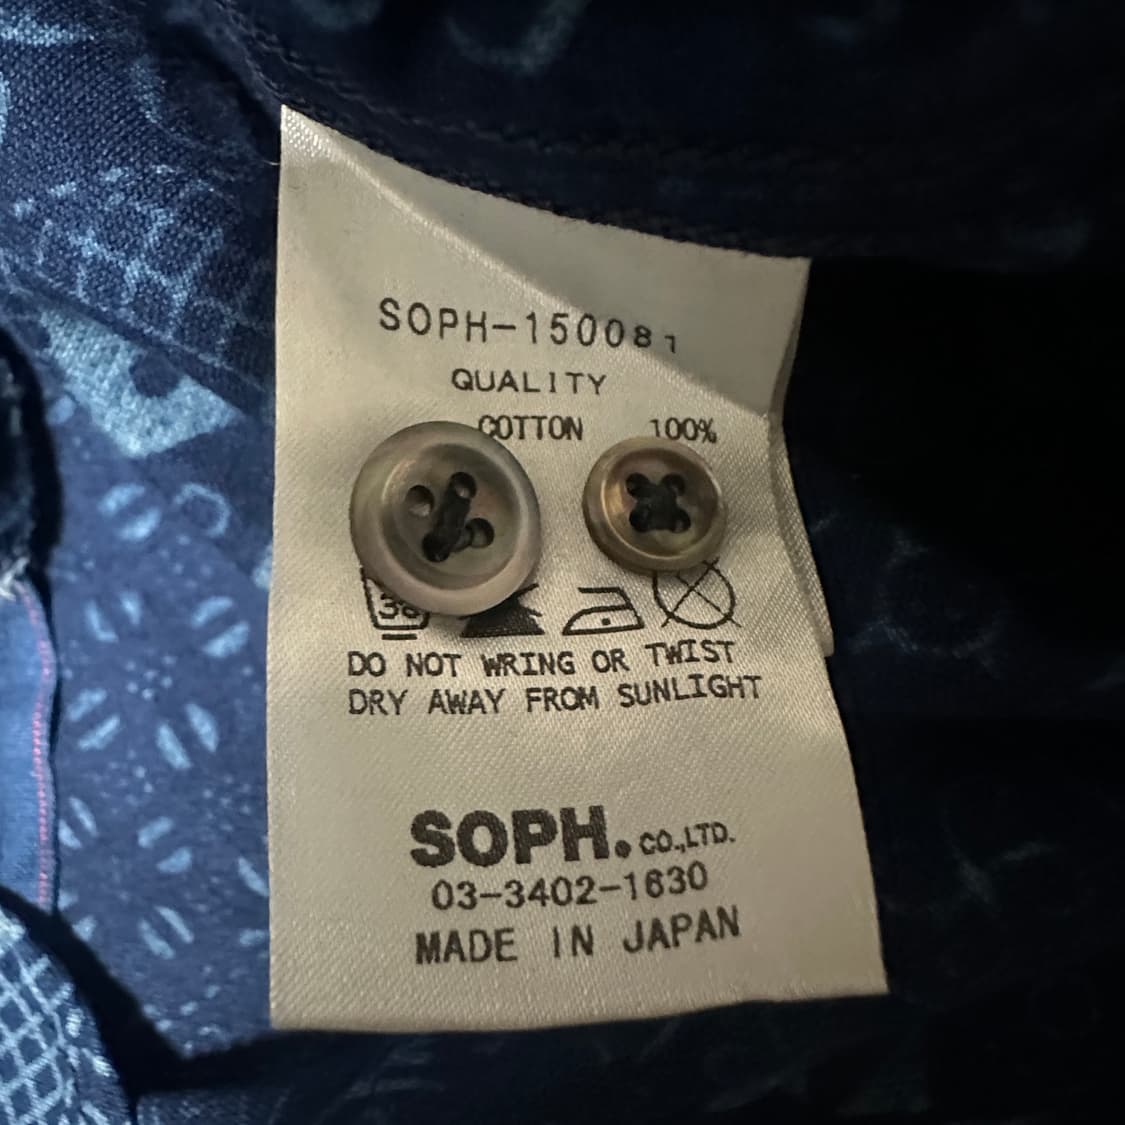 SOPH-150081
QUALITY
COTTON 100%
30
DO NOT WRING OR TWIST
DRY AWAY FROM SUNLIGHT
SOPH. CO.,LTD.
03-3402-1630
MADE IN JAPAN